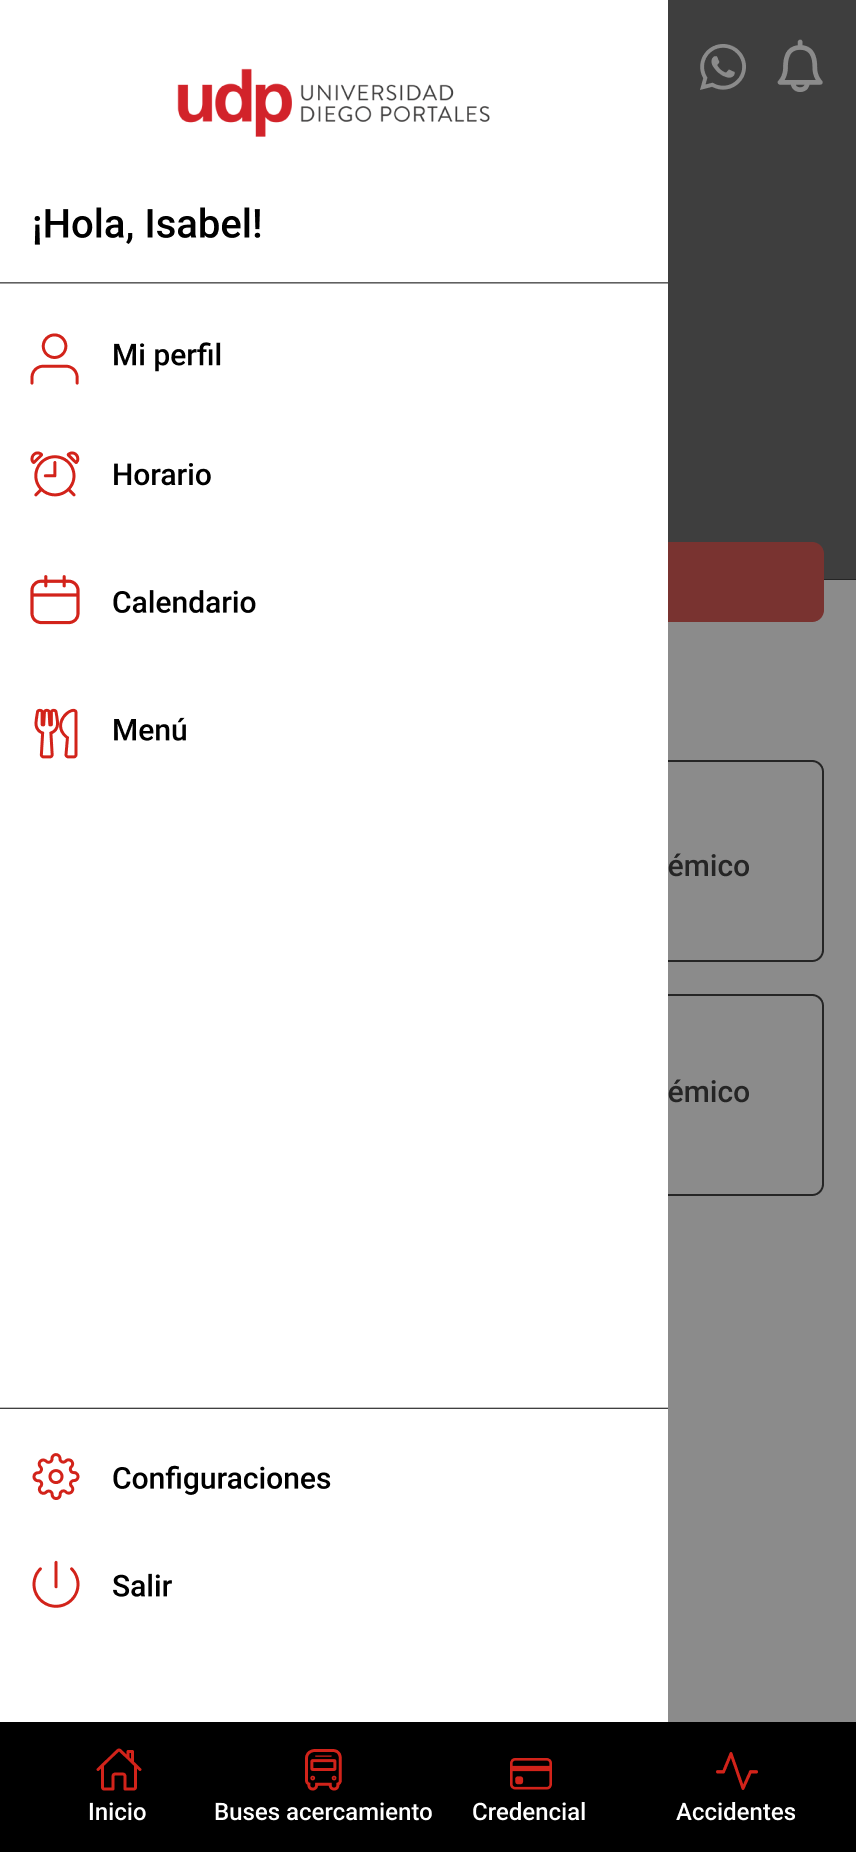 udp UNIVERSIDAD
DIEGO PORTALES
¡Hola, Isabel!
Mi perfil
Horario
Calendario
Menú
émico
émico
Configuraciones
Salir
Inicio
Buses acercamiento
Credencial
Accidentes